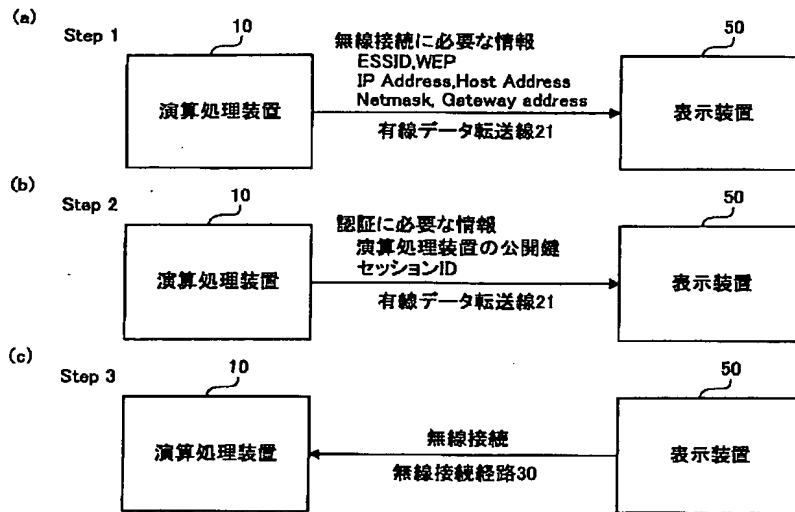 (a)
Step 1
10
50
無線接続に必要な情報
ESSID,WEP
IP Address,Host Address
Netmask, Gateway address
演算処理装置
有線データ転送線21
表示装置
(b)
Step 2
10
50
認証に必要な情報
演算処理装置の公開鍵
セッションID
演算処理装置
有線データ転送線21
表示装置
(c)
Step 3
10
50
無線接続
演算処理装置
無線接続経路30
表示装置